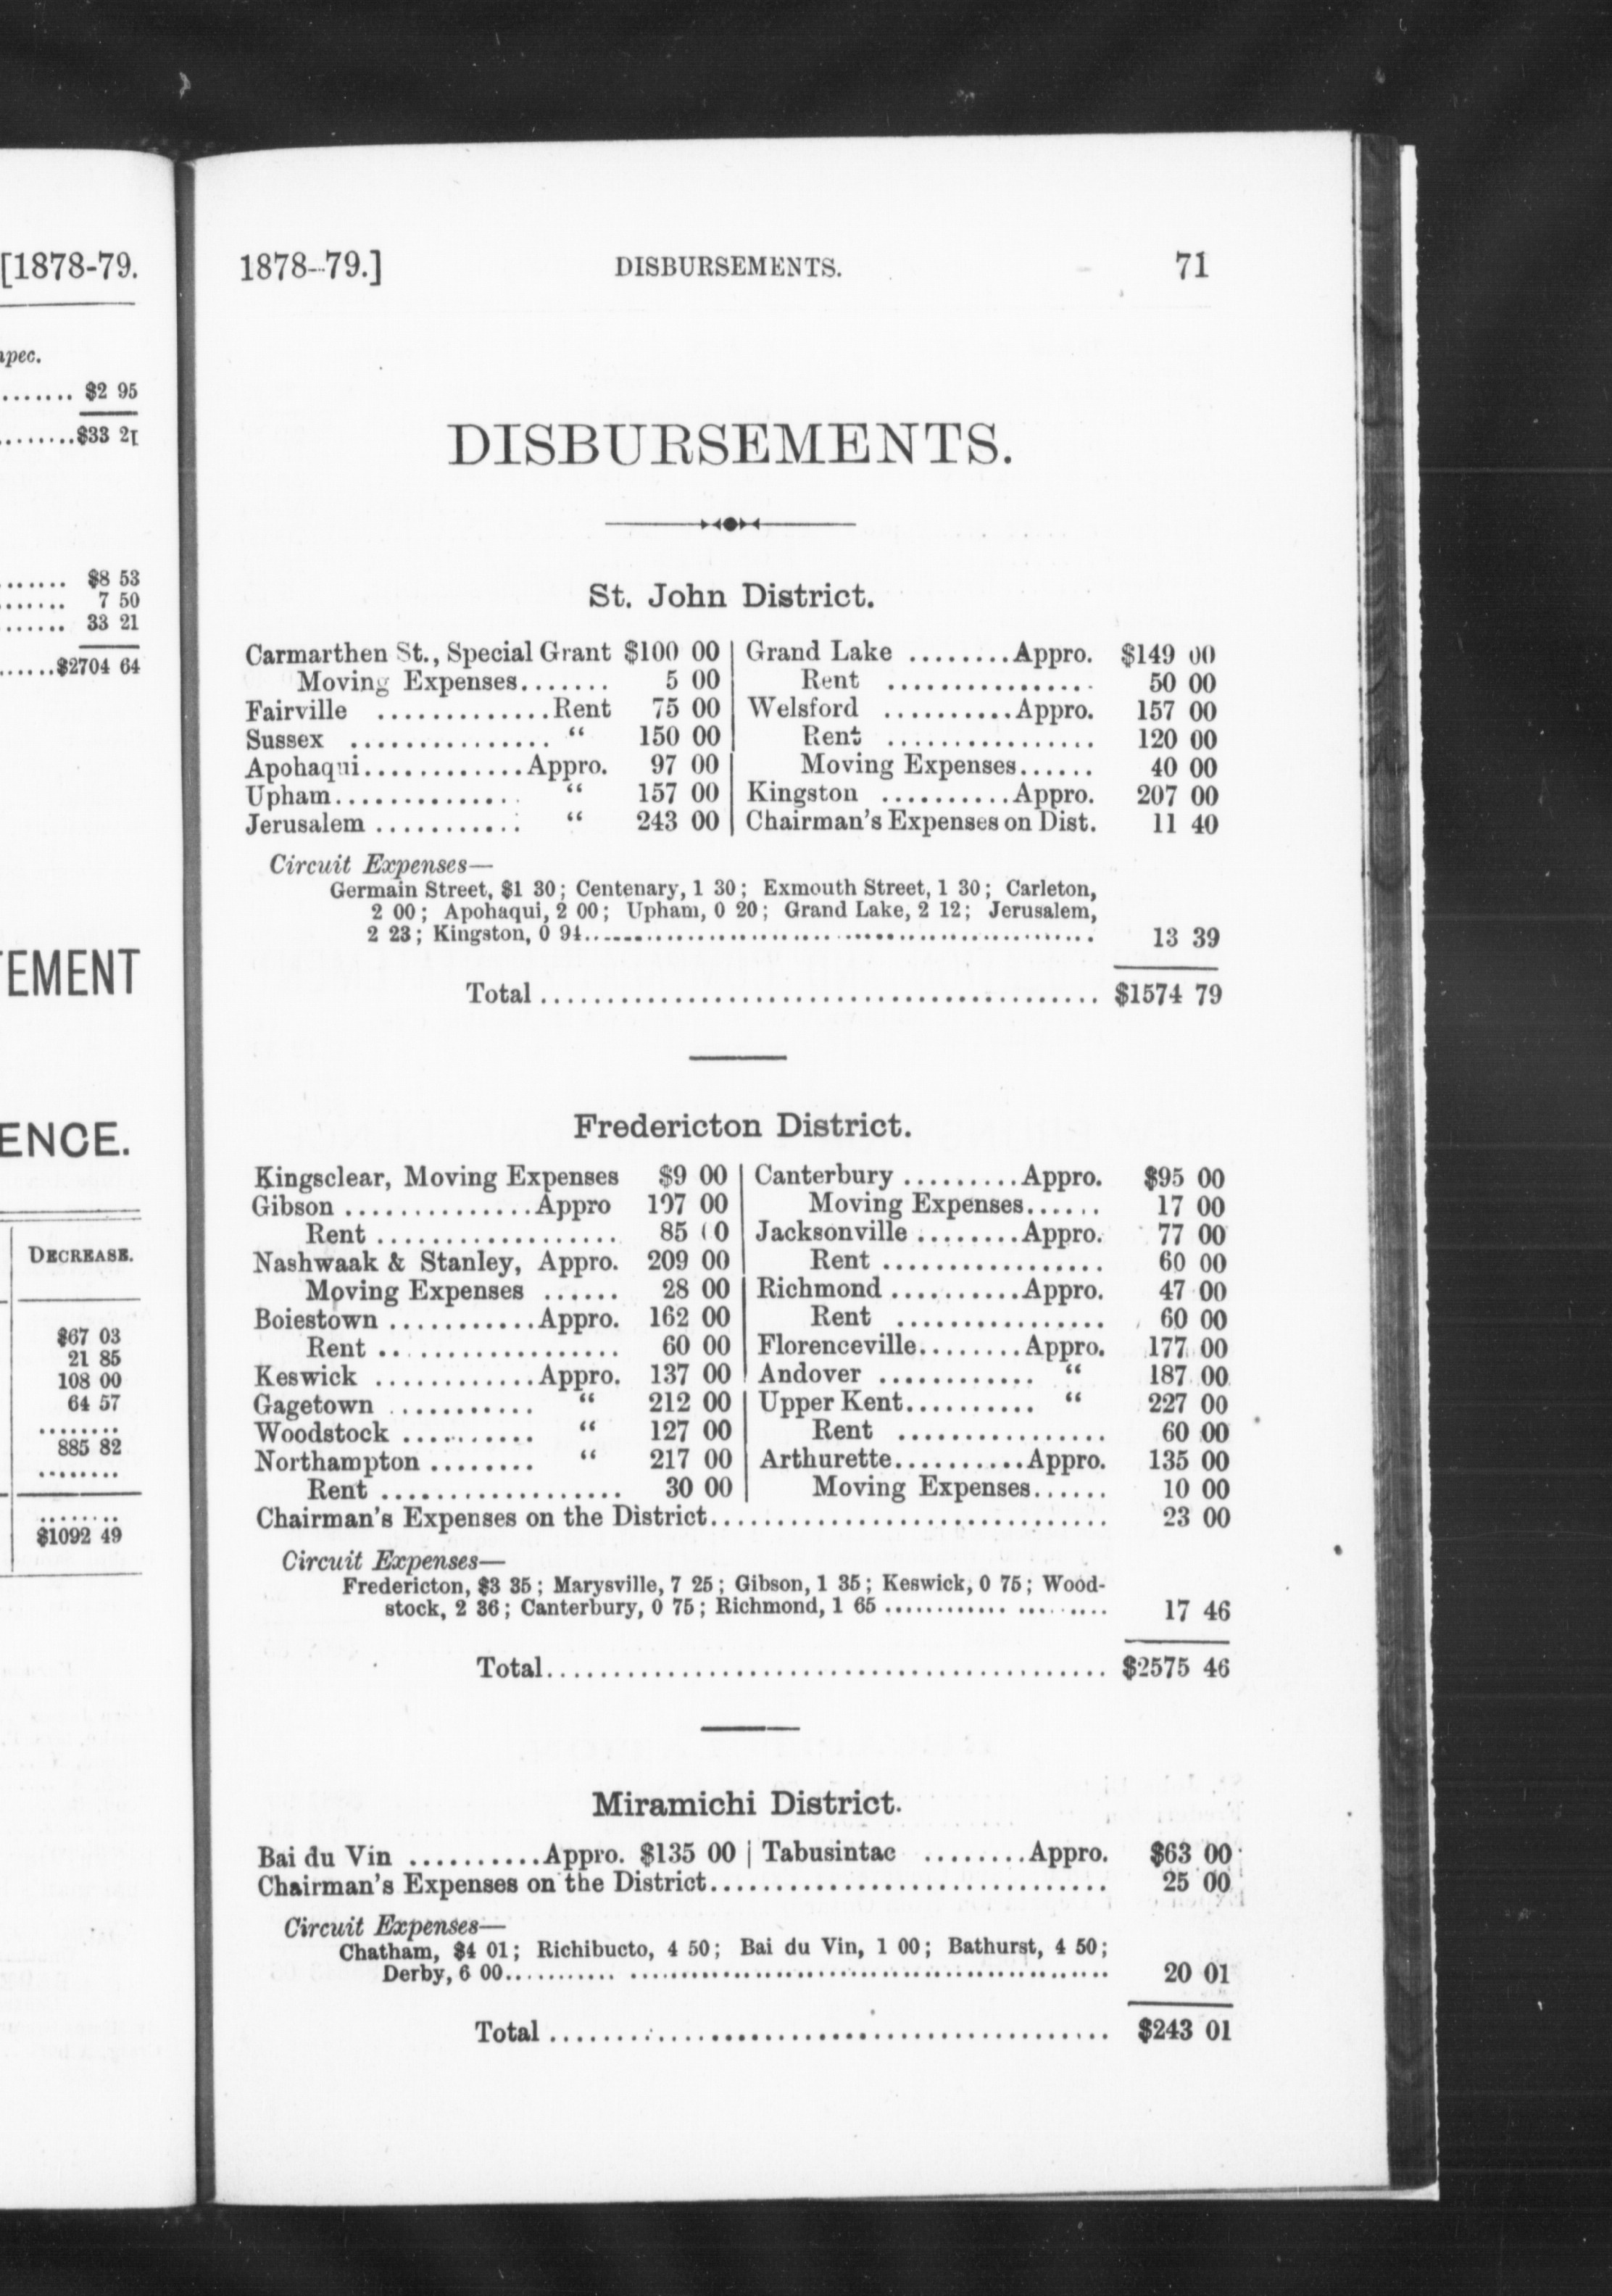 [1878-79.
$2 95
$33 21
$8 53
7 50
33 21
$2704 64
DECREASE.
$67 03
21 85
108 00
64 57
........
885 82
........
........
$1092 49
1878-79.] DISBURSEMENTS. 71
DISBURSEMENTS.
St. John District.
Carmarthen St., Special Grant $100 00 | Grand Lake ........Appro. $149 00
Moving Expenses....... 5 00 | Rent ................ 50 00
Fairville .............Rent 75 00 | Welsford ..........Appro. 157 00
Sussex ............... “ 150 00 | Rent ................ 120 00
Apohaqui............Appro. 97 00 | Moving Expenses...... 40 00
Upham.............. “ 157 00 | Kingston ..........Appro. 207 00
Jerusalem ........... “ 243 00 | Chairman's Expenses on Dist. 11 40
Circuit Expenses—
Germain Street, $1 30; Centenary, 1 30; Exmouth Street, 1 30; Carleton,
2 00; Apohaqui, 2 00; Upham, 0 20; Grand Lake, 2 12; Jerusalem,
2 23; Kingston, 0 94........ 13 39
Total ........ $1574 79
Fredericton District.
Kingsclear, Moving Expenses $9 00 | Canterbury .........Appro. $95 00
Gibson ..............Appro 107 00 | Moving Expenses...... 17 00
Rent .................. 85 00 | Jacksonville ........Appro. 77 00
Nashwaak & Stanley, Appro. 209 00 | Rent ................. 60 00
Moving Expenses ...... 28 00 | Richmond ..........Appro. 47 00
Boiestown ...........Appro. 162 00 | Rent ................ 60 00
Rent .................. 60 00 | Florenceville........Appro. 177 00
Keswick ............Appro. 137 00 | Andover ............ “ 187 00
Gagetown ........... “ 212 00 | Upper Kent.......... “ 227 00
Woodstock .......... “ 127 00 | Rent ................ 60 00
Northampton ........ “ 217 00 | Arthurette..........Appro. 135 00
Rent .................. 30 00 | Moving Expenses...... 10 00
Chairman's Expenses on the District........ 23 00
Circuit Expenses—
Fredericton, $3 35; Marysville, 7 25; Gibson, 1 35; Keswick, 0 75; Wood-
stock, 2 36; Canterbury, 0 75; Richmond, 1 65 ........ 17 46
Total........ $2575 46
Miramichi District.
Bai du Vin ..........Appro. $135 00 | Tabusintac ........Appro. $63 00
Chairman's Expenses on the District........ 25 00
Circuit Expenses—
Chatham, $4 01; Richibucto, 4 50; Bai du Vin, 1 00; Bathurst, 4 50;
Derby, 6 00........ 20 01
Total ........ $243 01